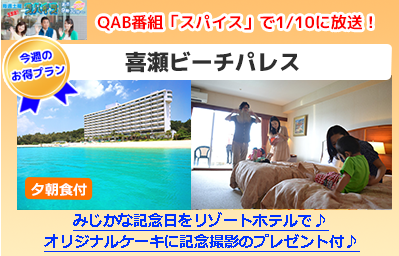 QAB番組「スパイス」で1/10に放送！
今週の
お得プラン
喜瀬ビーチパレス
夕朝食付
みじかな記念日をリゾートホテルで♪
オリジナルケーキに記念撮影のプレゼント付♪